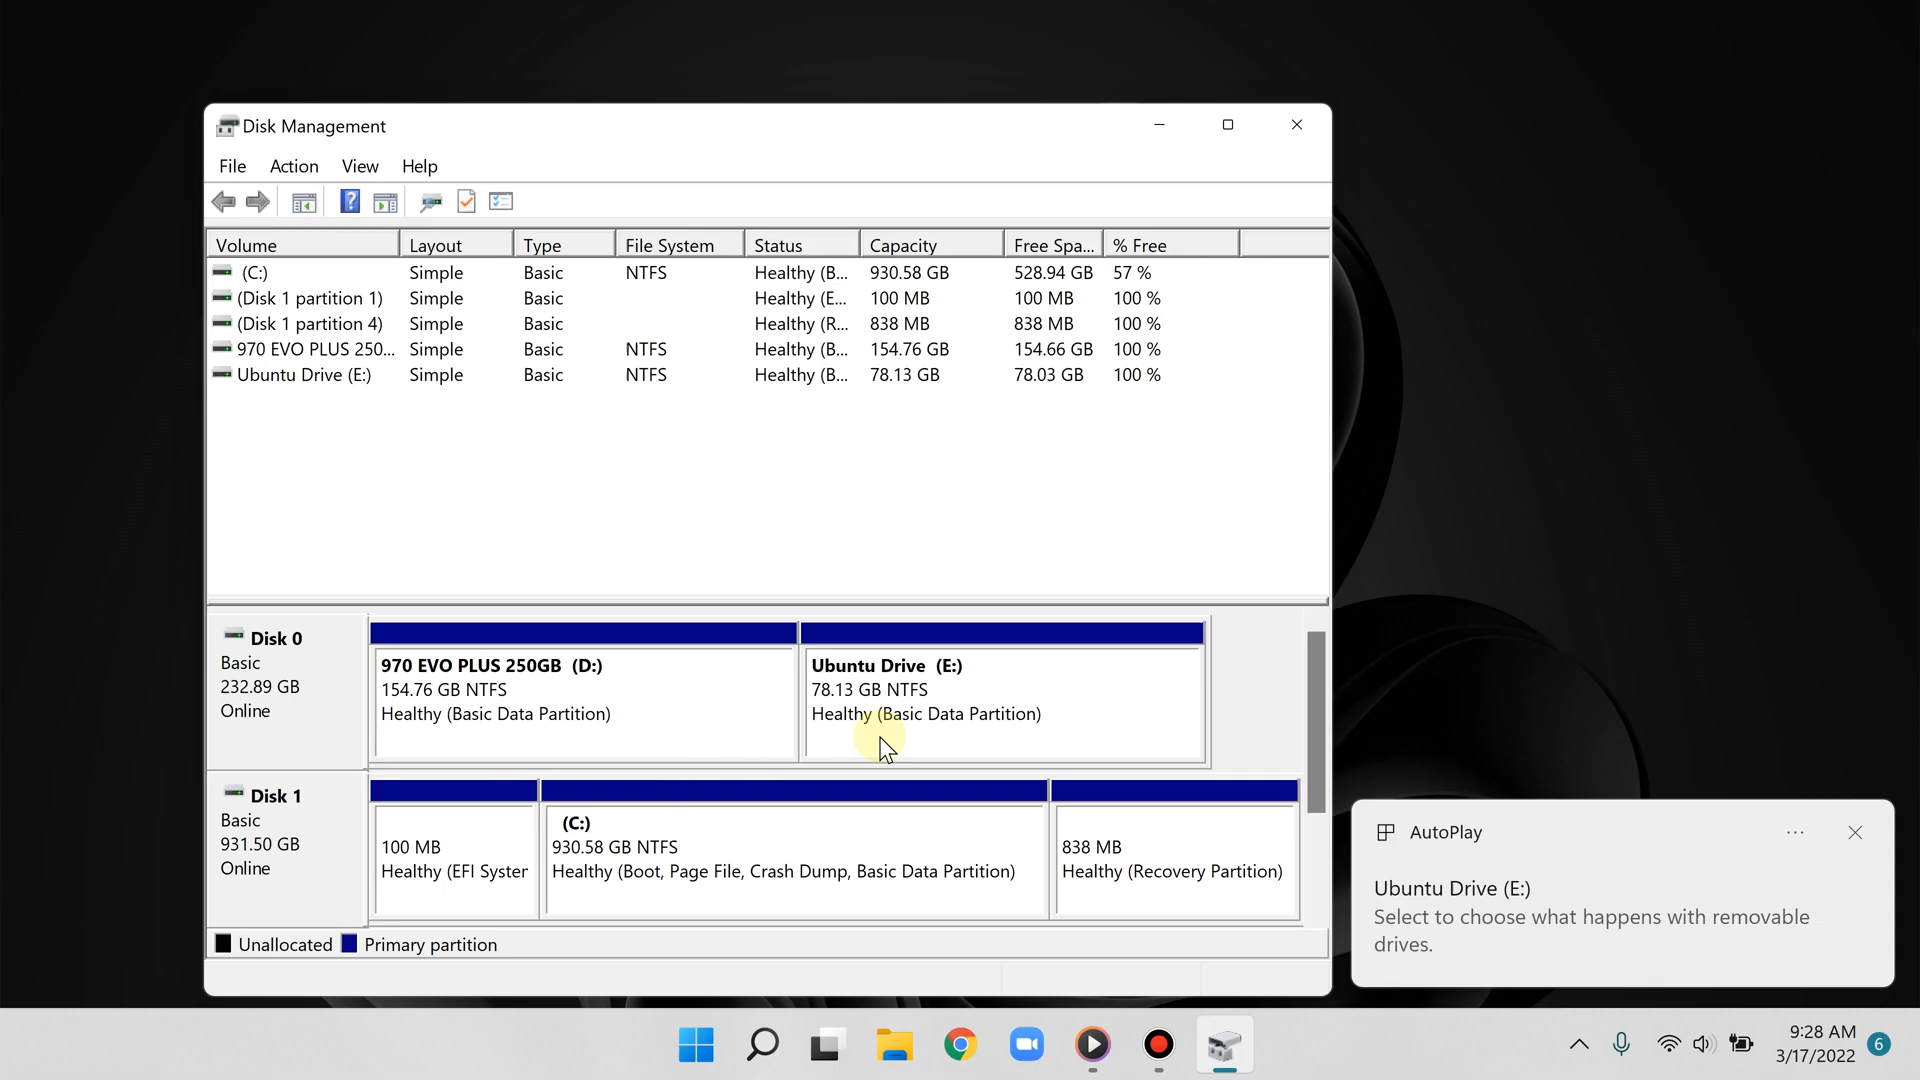 Disk Management
File Action View Help
Volume Layout Type File System Status Capacity Free Spa... % Free
(C:) Simple Basic NTFS Healthy (B... 930.58 GB 528.94 GB 57 %
(Disk 1 partition 1) Simple Basic Healthy (E... 100 MB 100 MB 100 %
(Disk 1 partition 4) Simple Basic Healthy (R... 838 MB 838 MB 100 %
970 EVO PLUS 250... Simple Basic NTFS Healthy (B... 154.76 GB 154.66 GB 100 %
Ubuntu Drive (E:) Simple Basic NTFS Healthy (B... 78.13 GB 78.03 GB 100 %
Disk 0
Basic
232.89 GB
Online
970 EVO PLUS 250GB (D:)
154.76 GB NTFS
Healthy (Basic Data Partition)
Ubuntu Drive (E:)
78.13 GB NTFS
Healthy (Basic Data Partition)
Disk 1
Basic
931.50 GB
Online
100 MB
Healthy (EFI Syster
(C:)
930.58 GB NTFS
Healthy (Boot, Page File, Crash Dump, Basic Data Partition)
838 MB
Healthy (Recovery Partition)
Unallocated Primary partition
AutoPlay
Ubuntu Drive (E:)
Select to choose what happens with removable
drives.
9:28 AM
3/17/2022
6